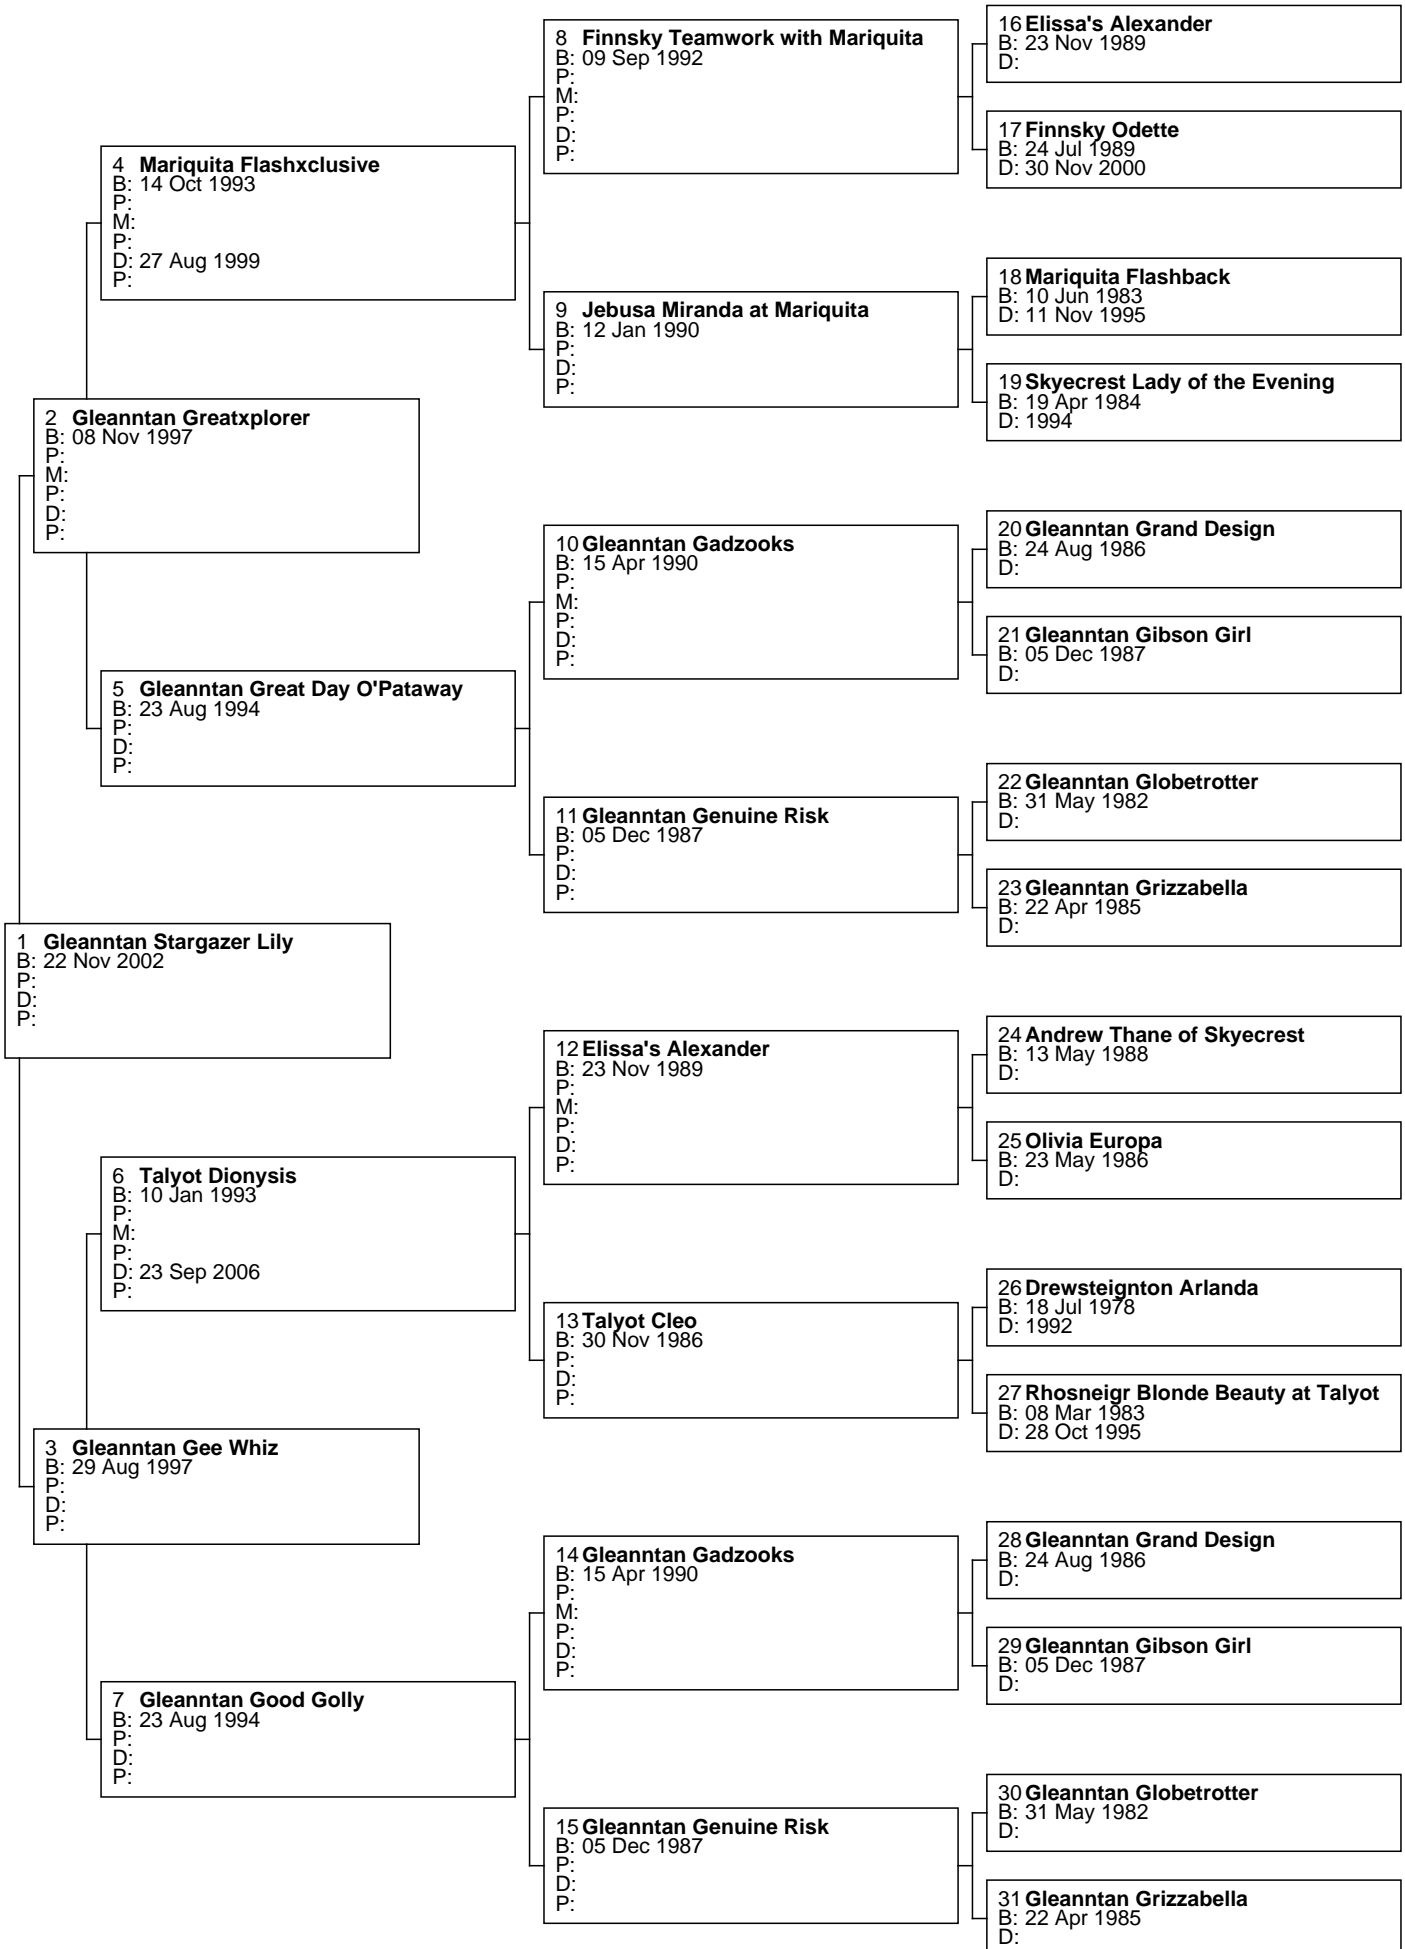 8 Finnsky Teamwork with Mariquita
B: 09 Sep 1992
P:
M:
P:
D:
P:
16 Elissa's Alexander
B: 23 Nov 1989
D:
17 Finnsky Odette
B: 24 Jul 1989
D: 30 Nov 2000
4 Mariquita Flashxclusive
B: 14 Oct 1993
P:
M:
P:
D: 27 Aug 1999
P:
9 Jebusa Miranda at Mariquita
B: 12 Jan 1990
P:
D:
P:
18 Mariquita Flashback
B: 10 Jun 1983
D: 11 Nov 1995
19 Skyecrest Lady of the Evening
B: 19 Apr 1984
D: 1994
2 Gleanntan Greatxplorer
B: 08 Nov 1997
P:
M:
P:
D:
P:
10 Gleanntan Gadzooks
B: 15 Apr 1990
P:
M:
P:
D:
P:
20 Gleanntan Grand Design
B: 24 Aug 1986
D:
21 Gleanntan Gibson Girl
B: 05 Dec 1987
D:
5 Gleanntan Great Day O'Pataway
B: 23 Aug 1994
P:
D:
P:
11 Gleanntan Genuine Risk
B: 05 Dec 1987
P:
D:
P:
22 Gleanntan Globetrotter
B: 31 May 1982
D:
23 Gleanntan Grizzabella
B: 22 Apr 1985
D:
1 Gleanntan Stargazer Lily
B: 22 Nov 2002
P:
D:
P:
12 Elissa's Alexander
B: 23 Nov 1989
P:
M:
P:
D:
P:
24 Andrew Thane of Skyecrest
B: 13 May 1988
D:
25 Olivia Europa
B: 23 May 1986
D:
6 Talyot Dionysis
B: 10 Jan 1993
P:
M:
P:
D: 23 Sep 2006
P:
13 Talyot Cleo
B: 30 Nov 1986
P:
D:
P:
26 Drewsteignton Arlanda
B: 18 Jul 1978
D: 1992
27 Rhosneigr Blonde Beauty at Talyot
B: 08 Mar 1983
D: 28 Oct 1995
3 Gleanntan Gee Whiz
B: 29 Aug 1997
P:
D:
P:
14 Gleanntan Gadzooks
B: 15 Apr 1990
P:
M:
P:
D:
P:
28 Gleanntan Grand Design
B: 24 Aug 1986
D:
29 Gleanntan Gibson Girl
B: 05 Dec 1987
D:
7 Gleanntan Good Golly
B: 23 Aug 1994
P:
D:
P:
15 Gleanntan Genuine Risk
B: 05 Dec 1987
P:
D:
P:
30 Gleanntan Globetrotter
B: 31 May 1982
D:
31 Gleanntan Grizzabella
B: 22 Apr 1985
D: